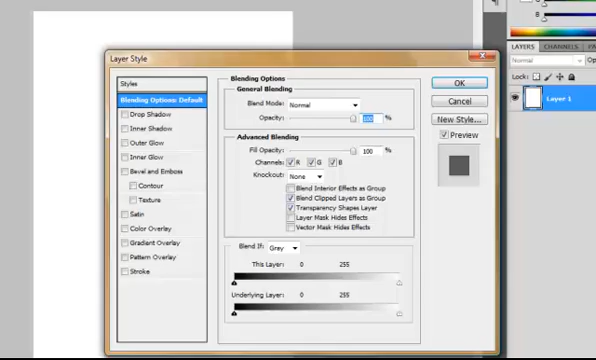 Layer Style
Styles
Blending Options: Default
Drop Shadow
Inner Shadow
Outer Glow
Inner Glow
Bevel and Emboss
Contour
Texture
Satin
Color Overlay
Gradient Overlay
Pattern Overlay
Stroke
Blending Options
General Blending
Blend Mode: Normal
Opacity: 100 %
Advanced Blending
Fill Opacity: 100 %
Channels: R G B
Knockout: None
Blend Interior Effects as Group
Blend Clipped Layers as Group
Transparency Shapes Layer
Layer Mask Hides Effects
Vector Mask Hides Effects
Blend If: Grey
This Layer: 0 255
Underlying Layer: 0 255
OK
Cancel
New Style...
Preview
B
LAYERS CHANNELS
Normal
Lock:
Layer 1